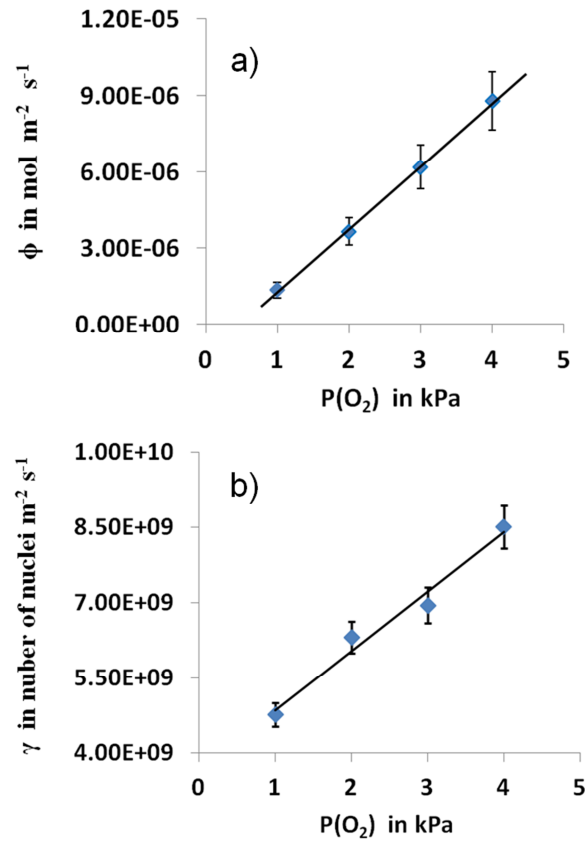 1.20E-05
a)
9.00E-06
6.00E-06
3.00E-06
0.00E+00
ϕ in mol m⁻² s⁻¹
0 1 2 3 4 5
P(O₂) in kPa
1.00E+10
b)
8.50E+09
7.00E+09
5.50E+09
4.00E+09
γ in nuber of nuclei m⁻² s⁻¹
0 1 2 3 4 5
P(O₂) in kPa